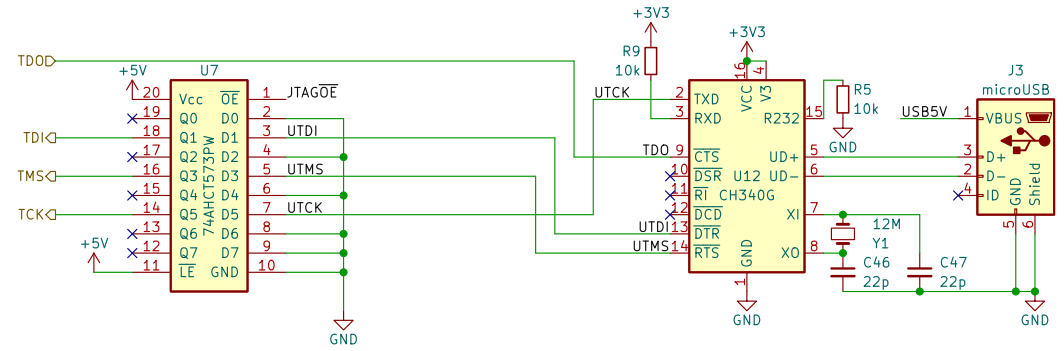 +3V3
+3V3
R9
10k
TDO
+5V
U7
J3
microUSB
20 Vcc OE 1 JTAGOE
19 Q0 D0 2
18 Q1 D1 3 UTDI
17 Q2 D2 4
16 Q3 D3 5 UTMS
15 Q4 D4 6
14 Q5 D5 7 UTCK
13 Q6 D6 8
12 Q7 D7 9
11 LE GND 10
74AHCT573PW
TDI
TMS
TCK
+5V
GND
16 4
VCC V3
UTCK 2 TXD
3 RXD R232 15
TDO 9 CTS UD+ 5
10 DSR U12 UD- 6
11 RI CH340G
12 DCD XI 7
UTDI 13 DTR
UTMS 14 RTS XO 8
GND
1
GND
R5
10k
GND
12M
Y1
C46
22p
C47
22p
USB5V 1 VBUS
3 D+
2 D-
4 ID
GND Shield
5 6
GND